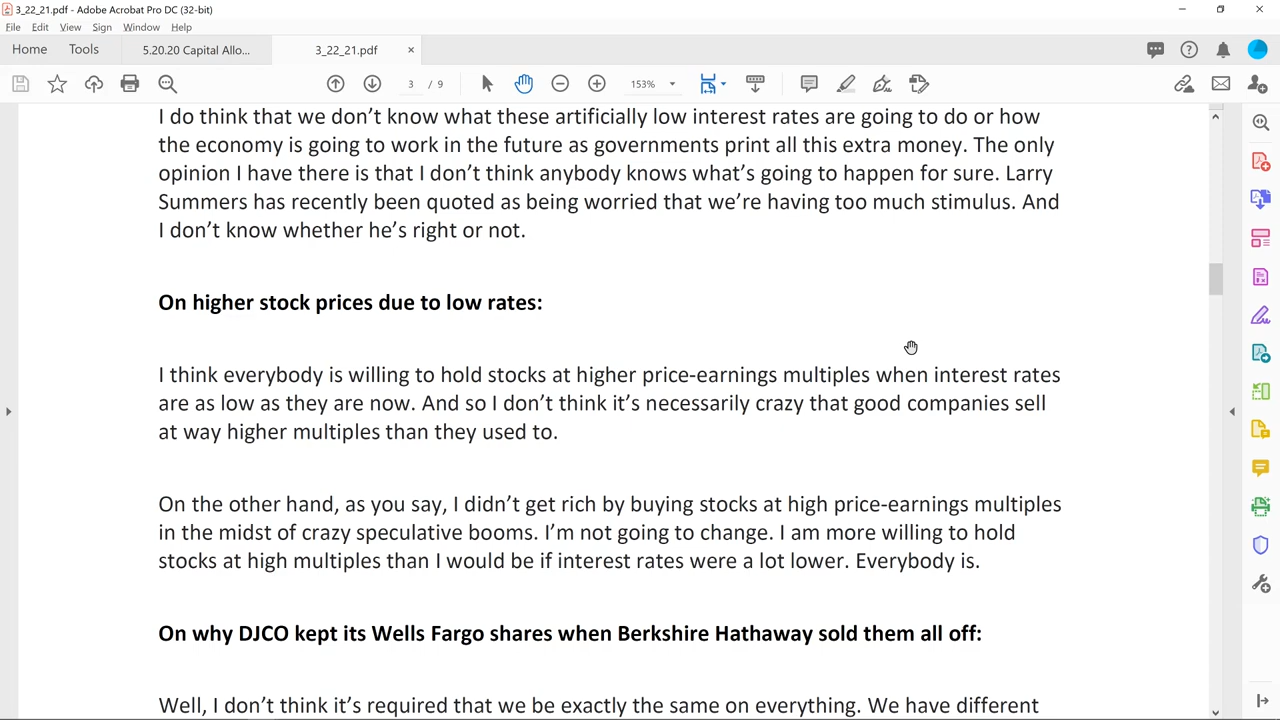 3_22_21.pdf - Adobe Acrobat Pro DC (32-bit)
File Edit View Sign Window Help
Home Tools 5.20.20 Capital Allo... 3_22_21.pdf ×
3 / 9 153%
I do think that we don't know what these artificially low interest rates are going to do or how
the economy is going to work in the future as governments print all this extra money. The only
opinion I have there is that I don't think anybody knows what's going to happen for sure. Larry
Summers has recently been quoted as being worried that we're having too much stimulus. And
I don't know whether he's right or not.
On higher stock prices due to low rates:
I think everybody is willing to hold stocks at higher price-earnings multiples when interest rates
are as low as they are now. And so I don't think it's necessarily crazy that good companies sell
at way higher multiples than they used to.
On the other hand, as you say, I didn't get rich by buying stocks at high price-earnings multiples
in the midst of crazy speculative booms. I'm not going to change. I am more willing to hold
stocks at high multiples than I would be if interest rates were a lot lower. Everybody is.
On why DJCO kept its Wells Fargo shares when Berkshire Hathaway sold them all off:
Well, I don't think it's required that we be exactly the same on everything. We have different